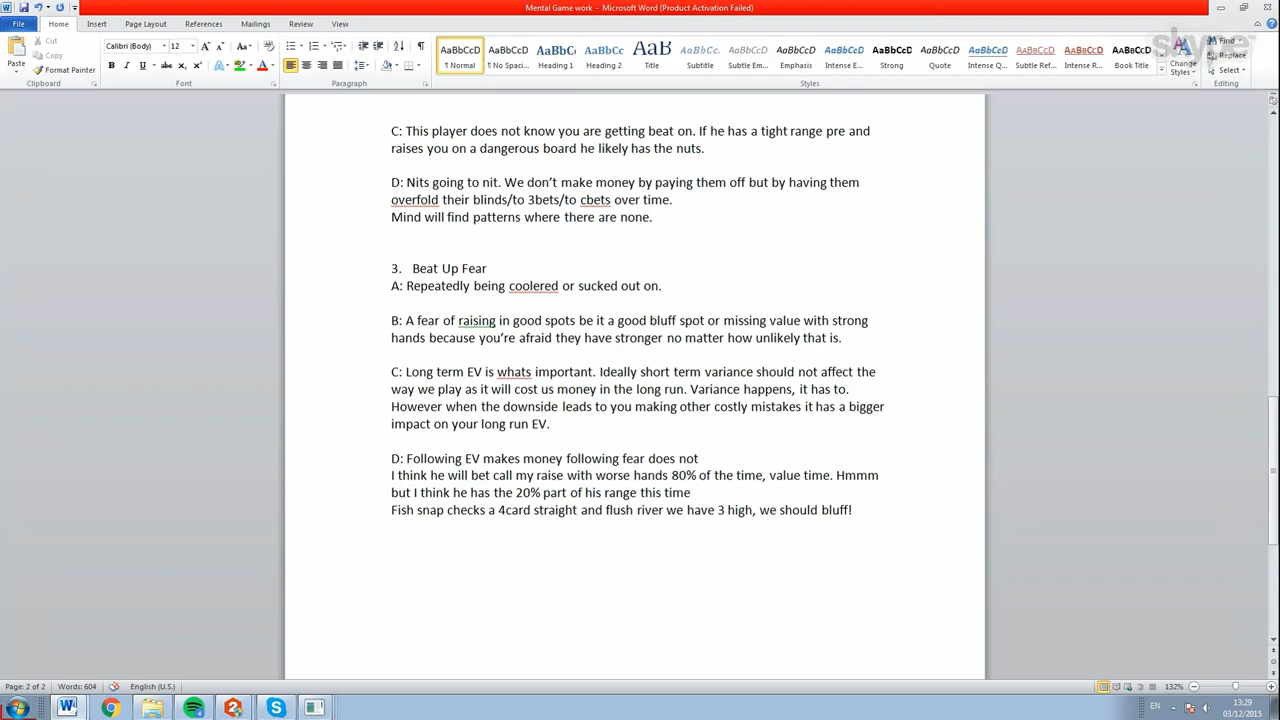 Mental Game work - Microsoft Word (Product Activation Failed)
File Home Insert Page Layout References Mailings Review View
Paste Cut Copy Format Painter
Calibri (Body) 12
AaBbCcD AaBbCcD AaBbC AaBbCc AaB AaBbCcD AaBbCcD AaBbCcD AaBbCcD AaBbCcD AaBbCcD AaBbCcD AaBbCcD AaBbCcD AaBbCcD
¶ Normal ¶ No Spaci... Heading 1 Heading 2 Title Subtitle Subtle Em... Emphasis Intense E... Strong Quote Intense Q... Subtle Ref... Intense R... Book Title
Change Styles
Find
Replace
Select
Clipboard Font Paragraph Styles Editing
skype
C: This player does not know you are getting beat on. If he has a tight range pre and
raises you on a dangerous board he likely has the nuts.
D: Nits going to nit. We don’t make money by paying them off but by having them
overfold their blinds/to 3bets/to cbets over time.
Mind will find patterns where there are none.
3. Beat Up Fear
A: Repeatedly being coolered or sucked out on.
B: A fear of raising in good spots be it a good bluff spot or missing value with strong
hands because you’re afraid they have stronger no matter how unlikely that is.
C: Long term EV is whats important. Ideally short term variance should not affect the
way we play as it will cost us money in the long run. Variance happens, it has to.
However when the downside leads to you making other costly mistakes it has a bigger
impact on your long run EV.
D: Following EV makes money following fear does not
I think he will bet call my raise with worse hands 80% of the time, value time. Hmmm
but I think he has the 20% part of his range this time
Fish snap checks a 4card straight and flush river we have 3 high, we should bluff!
Page: 2 of 2 Words: 604 English (U.S.) 132%
EN 13:29
03/12/2015